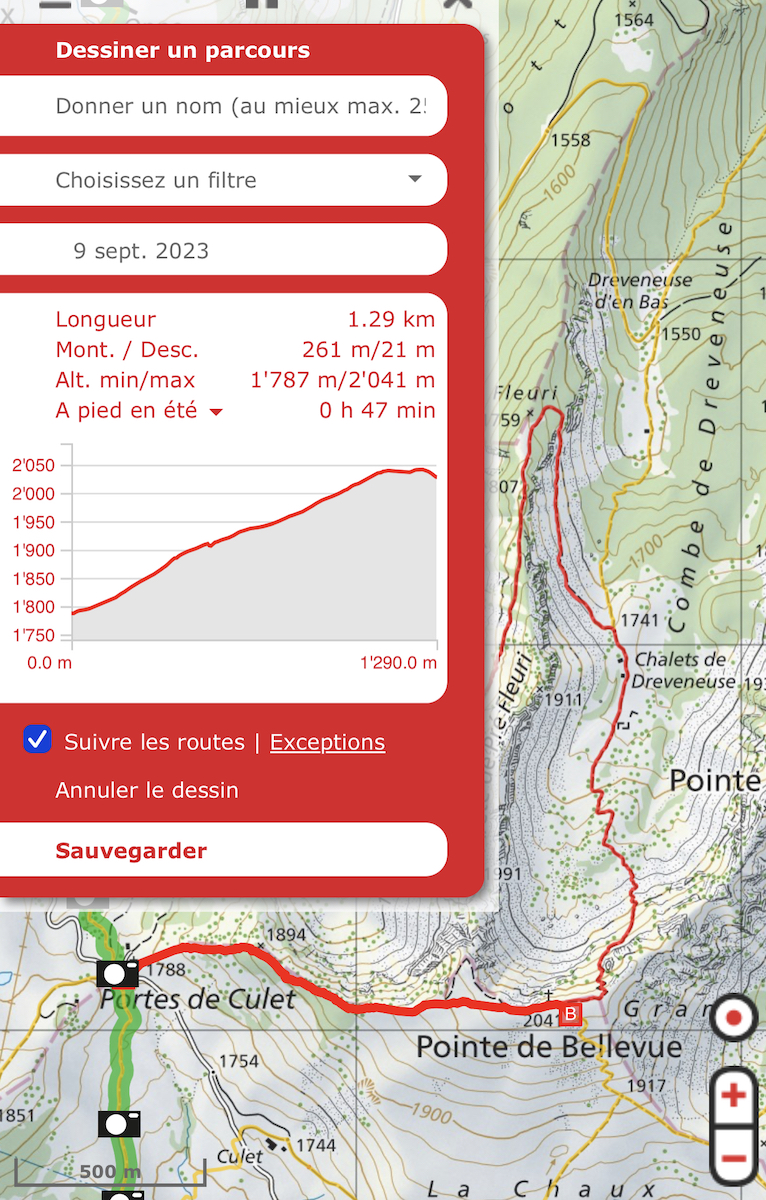 Dessiner un parcours
Donner un nom (au mieux max. 2
Choisissez un filtre
9 sept. 2023
Longueur 1.29 km
Mont. / Desc. 261 m/21 m
Alt. min/max 1'787 m/2'041 m
A pied en été 0 h 47 min
2'050
2'000
1'950
1'900
1'850
1'800
1'750
0.0 m 1'290.0 m
Suivre les routes | Exceptions
Annuler le dessin
Sauvegarder
1564
1558
1600
Dreveneuse
d'en Bas
1550
Combe de Dreveneuse
Fleuri
759
807
1700
1741
Chalets de
Dreveneuse
193
1911
Fleuri
Pointe
991
1894
1788
Portes de Culet
2041
B
Gran
Pointe de Bellevue
1754
1917
1851
1900
Culet
1744
500 m
La Chaux